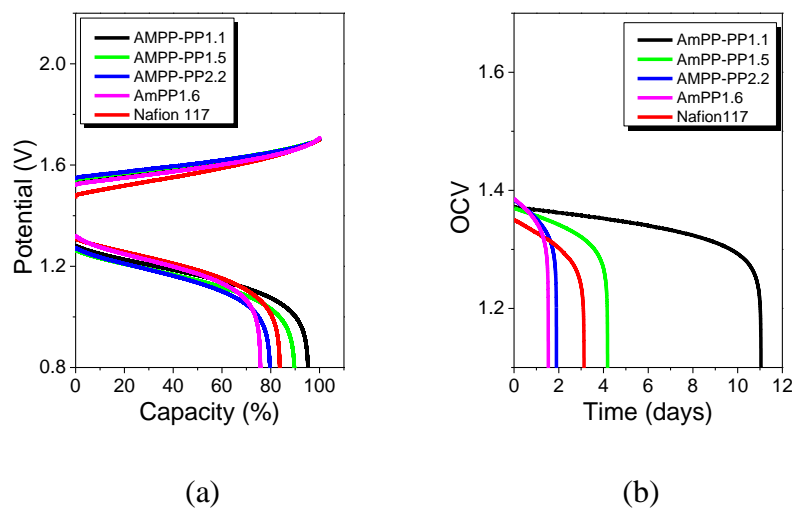 AMPP-PP1.1
AMPP-PP1.5
AMPP-PP2.2
AmPP1.6
Nafion 117
2.0
1.6
1.2
0.8
Potential (V)
0 20 40 60 80 100
Capacity (%)
(a)
AmPP-PP1.1
AmPP-PP1.5
AMPP-PP2.2
AmPP1.6
Nafion117
1.6
1.4
1.2
OCV
0 2 4 6 8 10 12
Time (days)
(b)